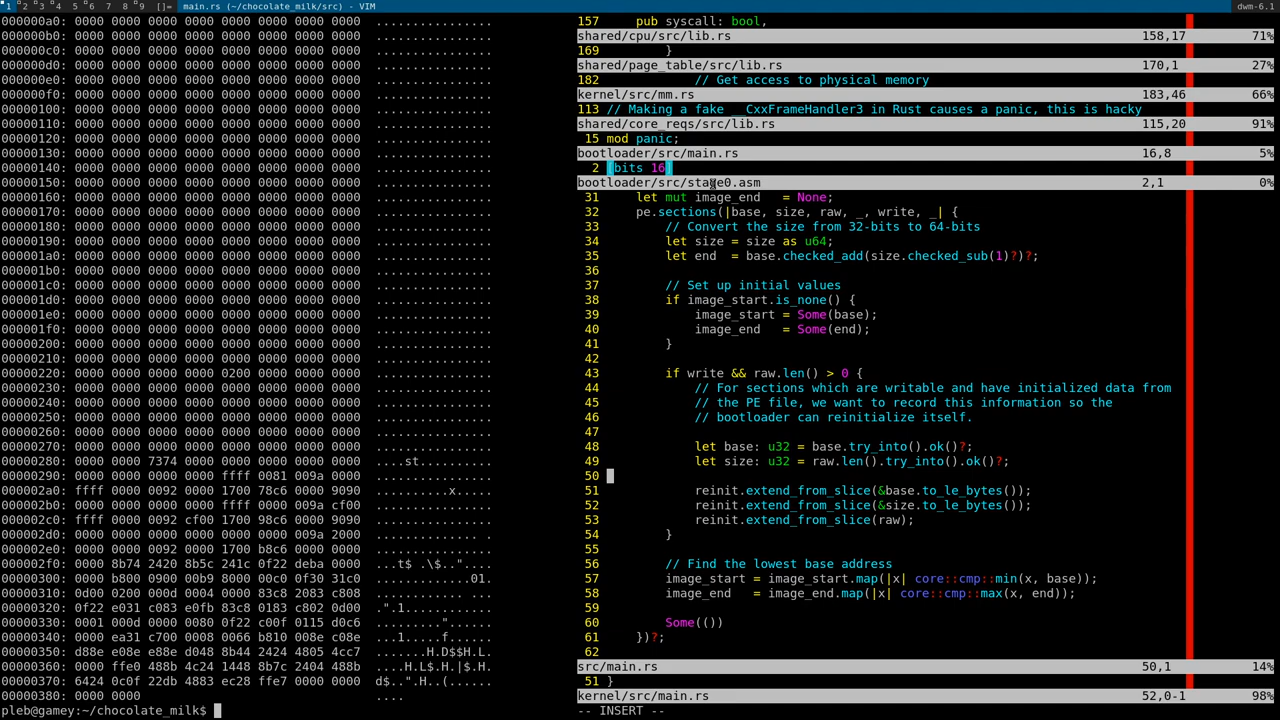 1 2 3 4 5 6 7 8 9 []= main.rs (~/chocolate_milk/src) - VIM dwm-6.1
000000a0: 0000 0000 0000 0000 0000 0000 0000 0000 ................
000000b0: 0000 0000 0000 0000 0000 0000 0000 0000 ................
000000c0: 0000 0000 0000 0000 0000 0000 0000 0000 ................
000000d0: 0000 0000 0000 0000 0000 0000 0000 0000 ................
000000e0: 0000 0000 0000 0000 0000 0000 0000 0000 ................
000000f0: 0000 0000 0000 0000 0000 0000 0000 0000 ................
00000100: 0000 0000 0000 0000 0000 0000 0000 0000 ................
00000110: 0000 0000 0000 0000 0000 0000 0000 0000 ................
00000120: 0000 0000 0000 0000 0000 0000 0000 0000 ................
00000130: 0000 0000 0000 0000 0000 0000 0000 0000 ................
00000140: 0000 0000 0000 0000 0000 0000 0000 0000 ................
00000150: 0000 0000 0000 0000 0000 0000 0000 0000 ................
00000160: 0000 0000 0000 0000 0000 0000 0000 0000 ................
00000170: 0000 0000 0000 0000 0000 0000 0000 0000 ................
00000180: 0000 0000 0000 0000 0000 0000 0000 0000 ................
00000190: 0000 0000 0000 0000 0000 0000 0000 0000 ................
000001a0: 0000 0000 0000 0000 0000 0000 0000 0000 ................
000001b0: 0000 0000 0000 0000 0000 0000 0000 0000 ................
000001c0: 0000 0000 0000 0000 0000 0000 0000 0000 ................
000001d0: 0000 0000 0000 0000 0000 0000 0000 0000 ................
000001e0: 0000 0000 0000 0000 0000 0000 0000 0000 ................
000001f0: 0000 0000 0000 0000 0000 0000 0000 0000 ................
00000200: 0000 0000 0000 0000 0000 0000 0000 0000 ................
00000210: 0000 0000 0000 0000 0000 0000 0000 0000 ................
00000220: 0000 0000 0000 0000 0200 0000 0000 0000 ................
00000230: 0000 0000 0000 0000 0000 0000 0000 0000 ................
00000240: 0000 0000 0000 0000 0000 0000 0000 0000 ................
00000250: 0000 0000 0000 0000 0000 0000 0000 0000 ................
00000260: 0000 0000 0000 0000 0000 0000 0000 0000 ................
00000270: 0000 0000 0000 0000 0000 0000 0000 0000 ................
00000280: 0000 0000 7374 0000 0000 0000 0000 0000 ....st..........
00000290: 0000 0000 0000 0000 ffff 0081 009a 0000 ................
000002a0: ffff 0000 0092 0000 1700 78c6 0000 9090 ..........x.....
000002b0: 0000 0000 0000 0000 ffff 0000 009a cf00 ................
000002c0: ffff 0000 0092 cf00 1700 98c6 0000 9090 ................
000002d0: 0000 0000 0000 0000 0000 0000 009a 2000 .............. .
000002e0: 0000 0000 0092 0000 1700 b8c6 0000 0000 ................
000002f0: 0000 8b74 2420 8b5c 241c 0f22 deba 0000 ...t$ .\$.."....
00000300: 0000 b800 0900 00b9 8000 00c0 0f30 31c0 .............01.
00000310: 0d00 0200 000d 0004 0000 83c8 2083 c808 ............ ...
00000320: 0f22 e031 c083 e0fb 83c8 0183 c802 0d00 .".1............
00000330: 0001 000d 0000 0080 0f22 c00f 0115 d0c6 ........."......
00000340: 0000 ea31 c700 0008 0066 b810 008e c08e ...1.....f......
00000350: d88e e08e e88e d048 8b44 2424 4805 4cc7 .......H.D$$H.L.
00000360: 0000 ffe0 488b 4c24 1448 8b7c 2404 488b ....H.L$.H.|$.H.
00000370: 6424 0c0f 22db 4883 ec28 ffe7 0000 0000 d$..".H..(......
00000380: 0000 0000 ....
pleb@gamey:~/chocolate_milk$
157 pub syscall: bool,
shared/cpu/src/lib.rs 158,17 71%
169 }
shared/page_table/src/lib.rs 170,1 27%
182 // Get access to physical memory
kernel/src/mm.rs 183,46 66%
113 // Making a fake __CxxFrameHandler3 in Rust causes a panic, this is hacky
shared/core_reqs/src/lib.rs 115,20 91%
15 mod panic;
bootloader/src/main.rs 16,8 5%
2 [bits 16]
bootloader/src/stage0.asm 2,1 0%
31 let mut image_end = None;
32 pe.sections(|base, size, raw, _, write, _| {
33 // Convert the size from 32-bits to 64-bits
34 let size = size as u64;
35 let end = base.checked_add(size.checked_sub(1)?)?;
36
37 // Set up initial values
38 if image_start.is_none() {
39 image_start = Some(base);
40 image_end = Some(end);
41 }
42
43 if write && raw.len() > 0 {
44 // For sections which are writable and have initialized data from
45 // the PE file, we want to record this information so the
46 // bootloader can reinitialize itself.
47
48 let base: u32 = base.try_into().ok()?;
49 let size: u32 = raw.len().try_into().ok()?;
50
51 reinit.extend_from_slice(&base.to_le_bytes());
52 reinit.extend_from_slice(&size.to_le_bytes());
53 reinit.extend_from_slice(raw);
54 }
55
56 // Find the lowest base address
57 image_start = image_start.map(|x| core::cmp::min(x, base));
58 image_end = image_end.map(|x| core::cmp::max(x, end));
59
60 Some(())
61 })?;
62
src/main.rs 50,1 14%
51 }
kernel/src/main.rs 52,0-1 98%
-- INSERT --